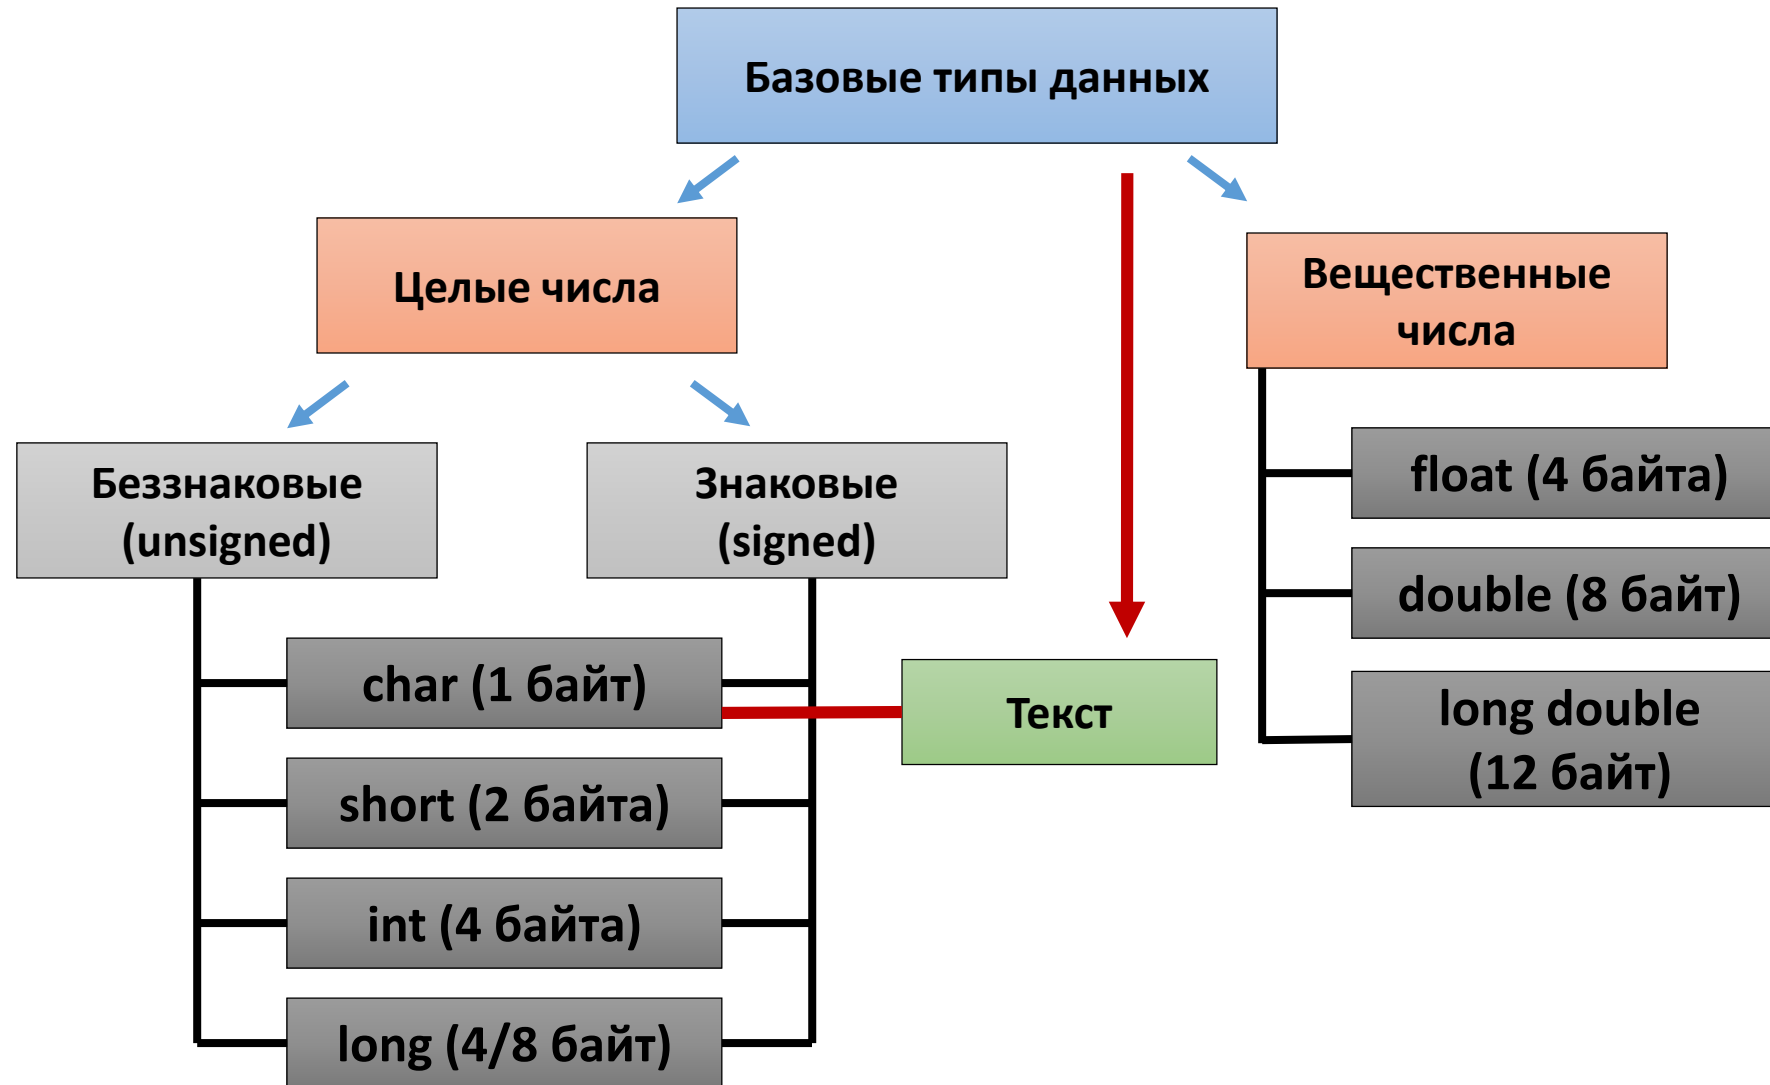 Базовые типы данных
Целые числа
Вещественные
числа
Беззнаковые
(unsigned)
Знаковые
(signed)
float (4 байта)
double (8 байт)
long double
(12 байт)
char (1 байт)
Текст
short (2 байта)
int (4 байта)
long (4/8 байт)